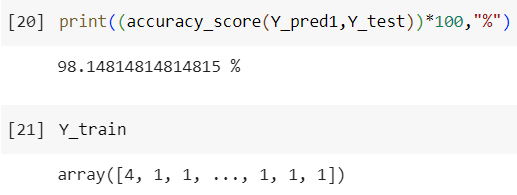 [20] print((accuracy_score(Y_pred1,Y_test))*100,"%")
98.14814814814815 %
[21] Y_train
array([4, 1, 1, ..., 1, 1, 1])